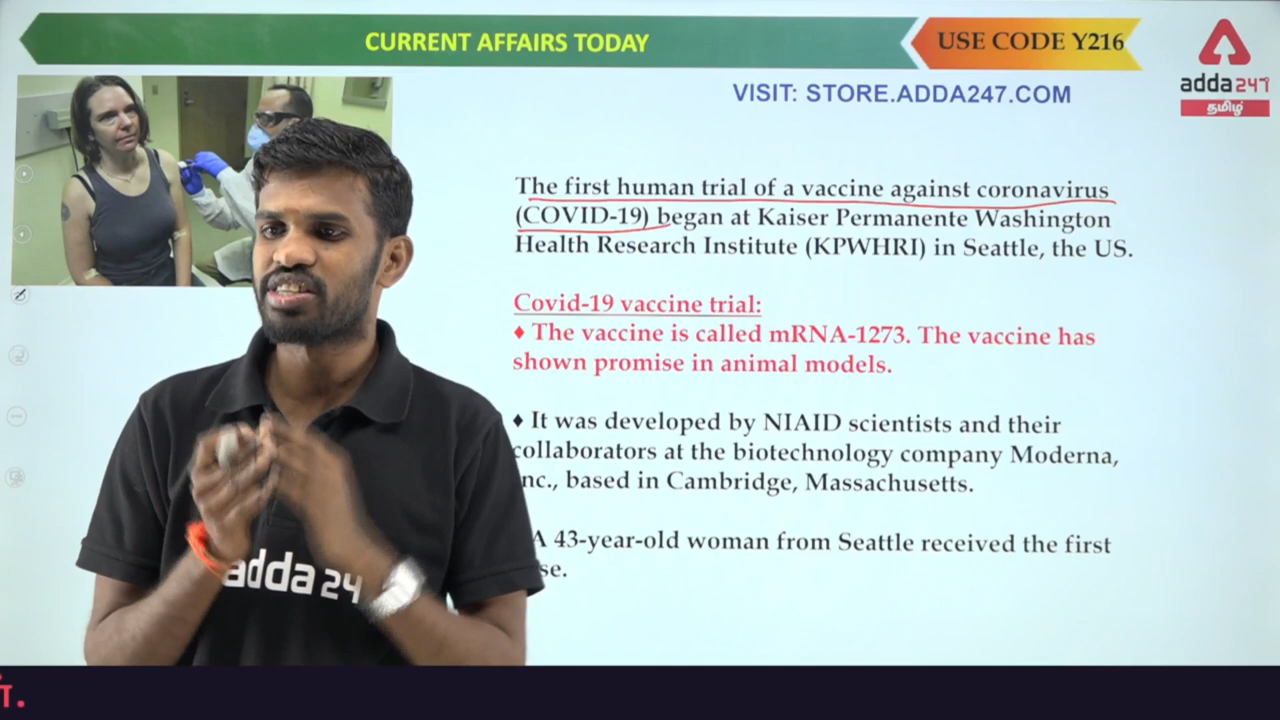 CURRENT AFFAIRS TODAY
USE CODE Y216
adda247
தமிழ்
VISIT: STORE.ADDA247.COM
The first human trial of a vaccine against coronavirus
(COVID-19) began at Kaiser Permanente Washington
Health Research Institute (KPWHRI) in Seattle, the US.
Covid-19 vaccine trial:
♦ The vaccine is called mRNA-1273. The vaccine has
shown promise in animal models.
♦ It was developed by NIAID scientists and their
collaborators at the biotechnology company Moderna,
nc., based in Cambridge, Massachusetts.
A 43-year-old woman from Seattle received the first
se.
adda 24